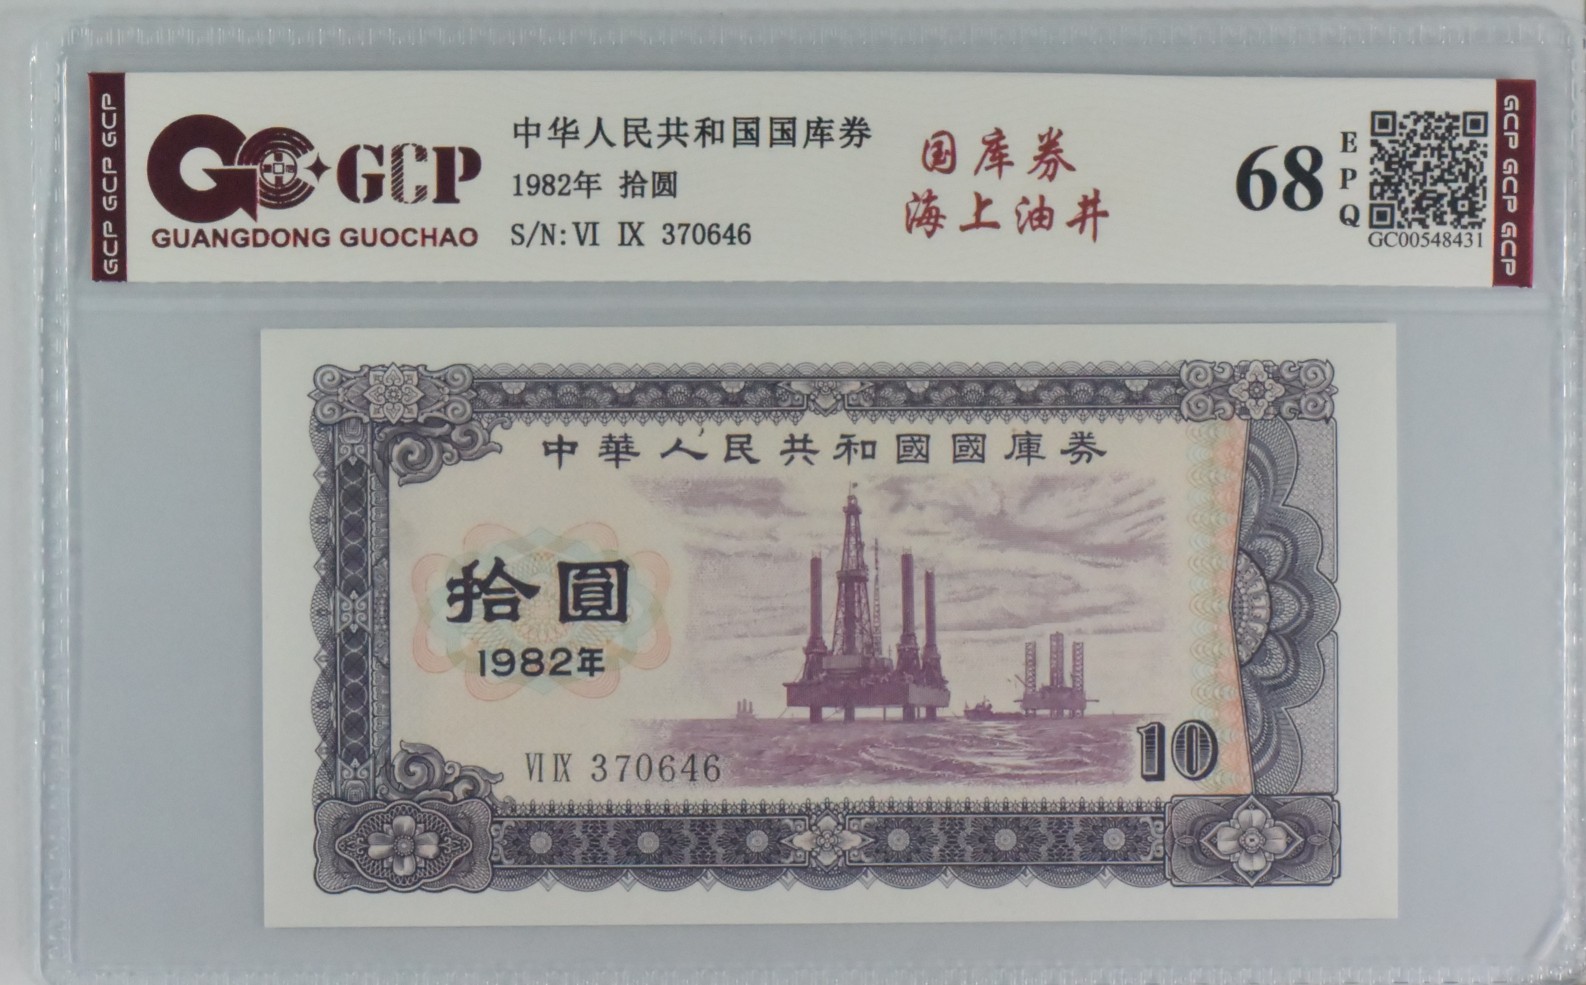 GCP GCP GCP
GCP
GUANGDONG GUOCHAO
中华人民共和国国库券
1982年 拾圆
S/N: VI IX 370646
国库券
海上油井
68
EPQ
GC00548431
GCP GCP GCP
中華人民共和國國庫券
拾圓
1982年
VI IX 370646
10